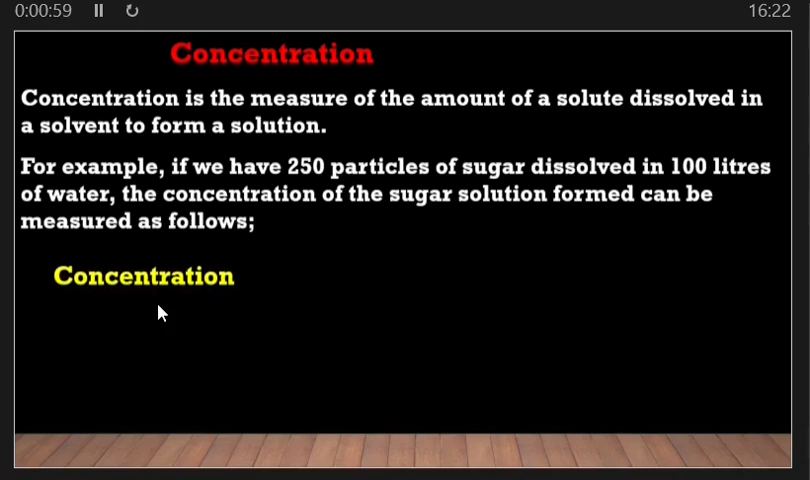 0:00:59 16:22
Concentration
Concentration is the measure of the amount of a solute dissolved in
a solvent to form a solution.
For example, if we have 250 particles of sugar dissolved in 100 litres
of water, the concentration of the sugar solution formed can be
measured as follows;
Concentration